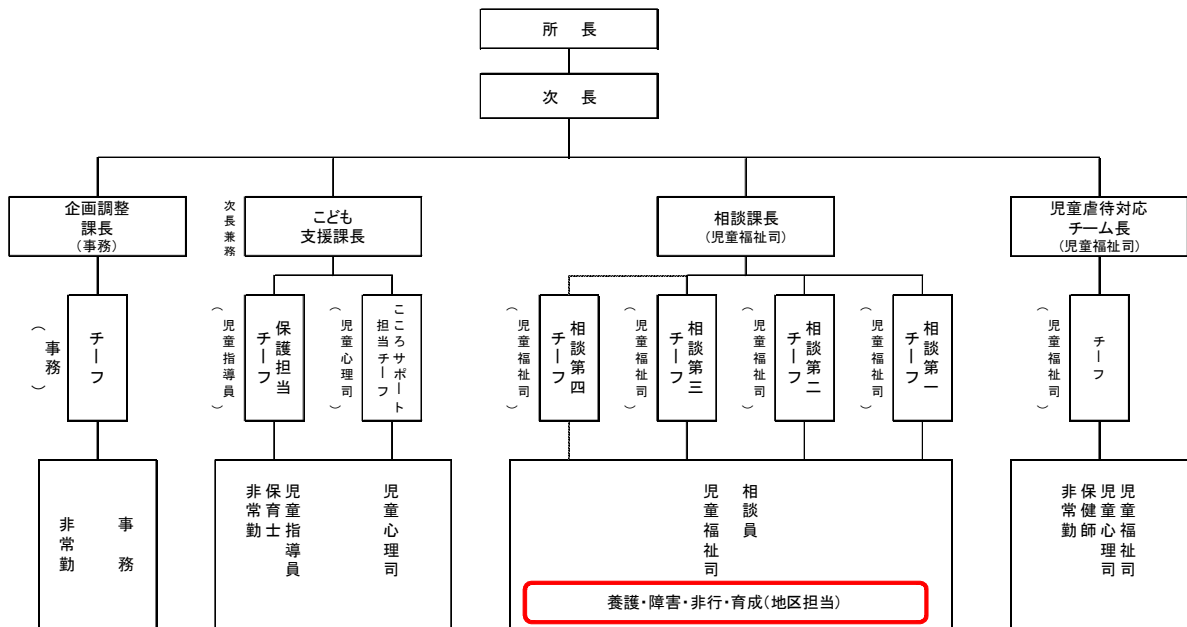 所 長
次 長
企画調整
課長
(事務)
次長兼務
こども
支援課長
相談課長
(児童福祉司)
児童虐待対応
チーム長
(児童福祉司)
チーフ
(事務)
保護担当
チーフ
(児童指導員)
こころサポート
担当チーフ
(児童心理司)
相談第四
チーフ
(児童福祉司)
相談第三
チーフ
(児童福祉司)
相談第二
チーフ
(児童福祉司)
相談第一
チーフ
(児童福祉司)
チーフ
(児童福祉司)
事務
非常勤
児童心理司
児童指導員
保育士
非常勤
相談員
児童福祉司
養護・障害・非行・育成(地区担当)
児童福祉司
児童心理司
保健師
非常勤